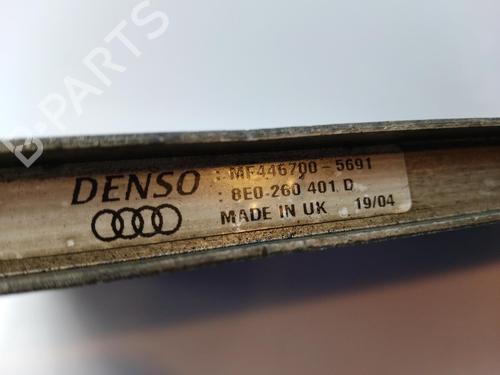 B-PARTS
DENSO : MF446700-5691
: 8E0 260 401 D
MADE IN UK 19/04